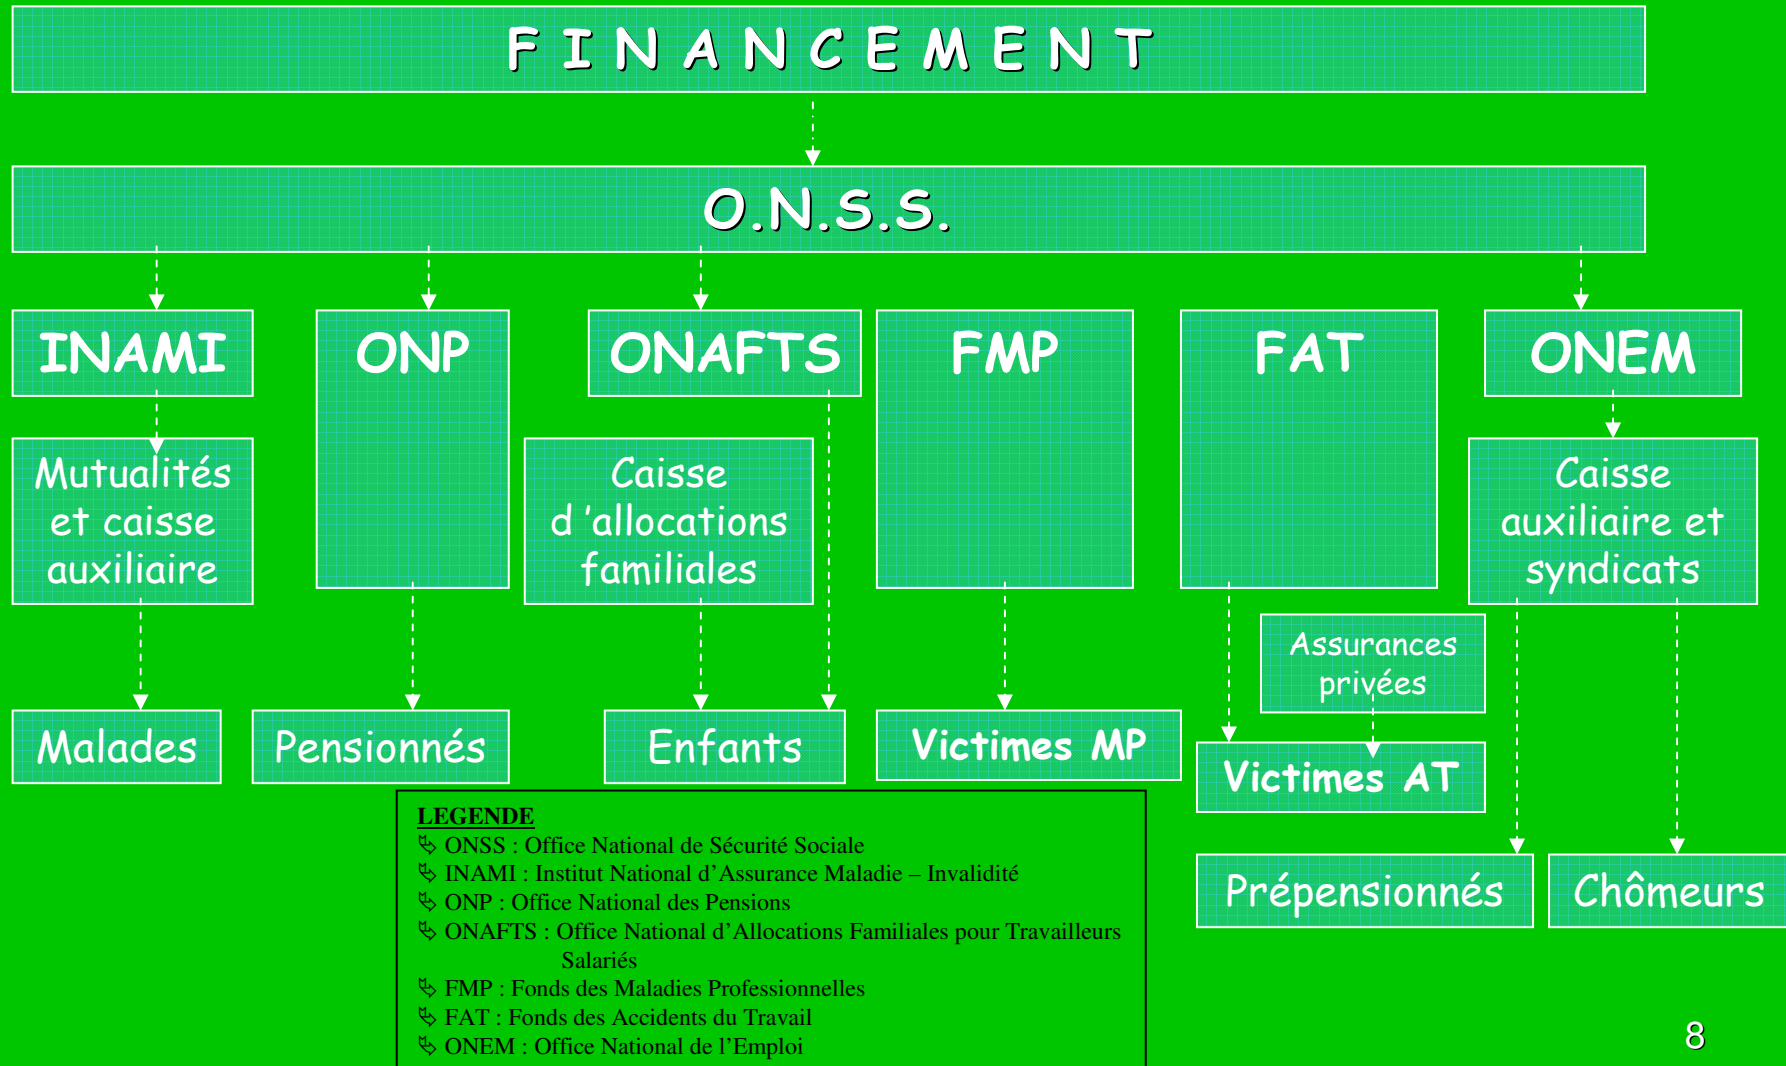 FINANCEMENT
O.N.S.S.
INAMI
ONP
ONAFTS
FMP
FAT
ONEM
Mutualités
et caisse
auxiliaire
Caisse
d 'allocations
familiales
Caisse
auxiliaire et
syndicats
Assurances
privées
Malades
Pensionnés
Enfants
Victimes MP
Victimes AT
Prépensionnés
Chômeurs
LEGENDE
ONSS : Office National de Sécurité Sociale
INAMI : Institut National d’Assurance Maladie – Invalidité
ONP : Office National des Pensions
ONAFTS : Office National d’Allocations Familiales pour Travailleurs
Salariés
FMP : Fonds des Maladies Professionnelles
FAT : Fonds des Accidents du Travail
ONEM : Office National de l’Emploi
8